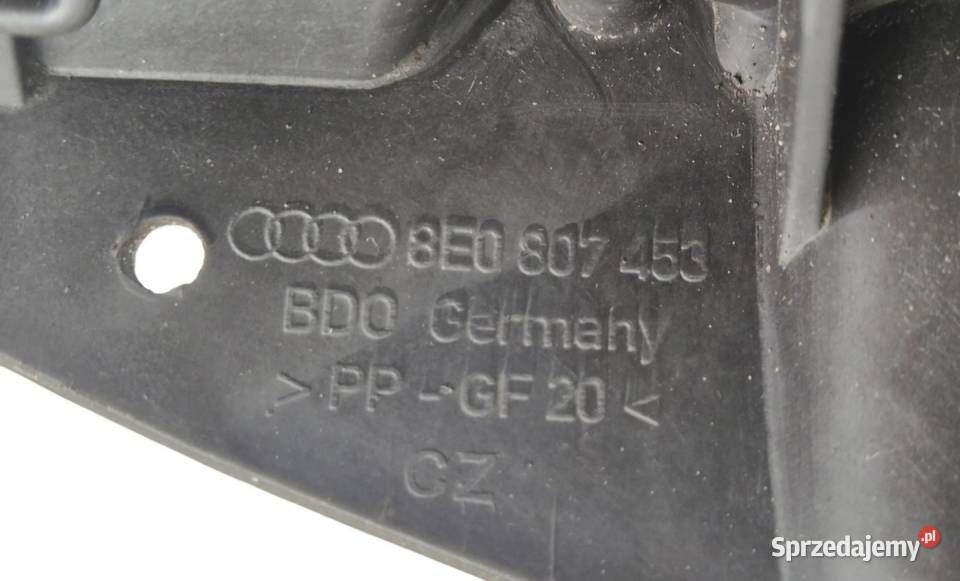 8E0 807 453
BDO Germany
> PP - GF 20 <
CZ
Sprzedajemy.pl